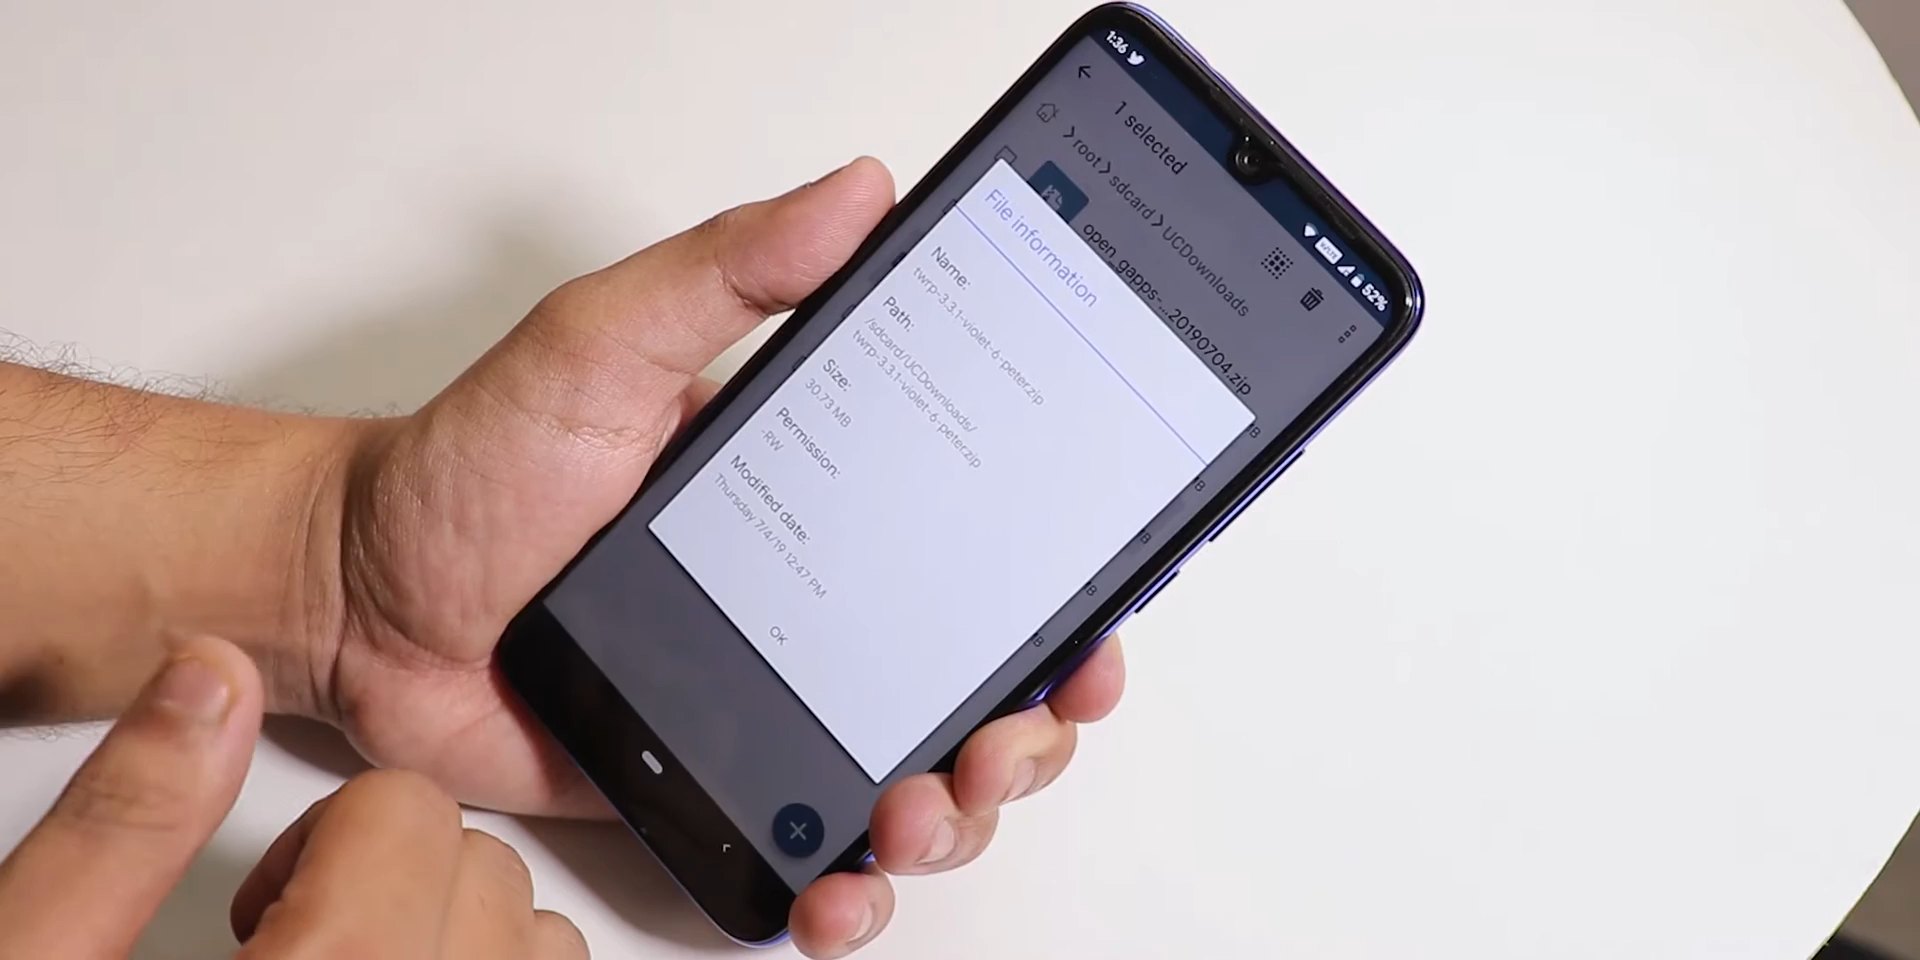 1:36
52%
1 selected
root
sdcard
UCDownloads
open_gapps-...20190704.zip
File information
Name:
twrp-3.3.1-violet-6-peter.zip
Path:
/sdcard/UCDownloads/
twrp-3.3.1-violet-6-peter.zip
Size:
30.73 MB
Permission:
-RW
Modified date:
Thursday 7/4/19 12:47 PM
OK